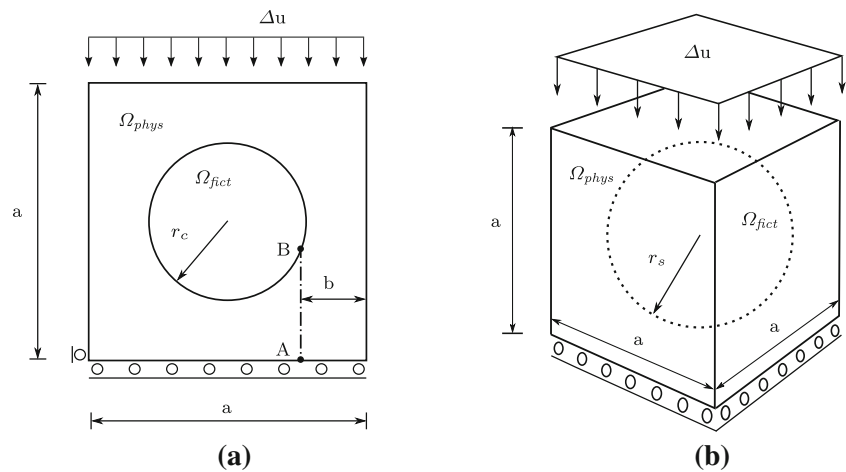 Δu
Ω_phys
Ω_fict
a
r_c
B
b
A
a
(a)
Δu
Ω_phys
Ω_fict
a
r_s
a
a
(b)